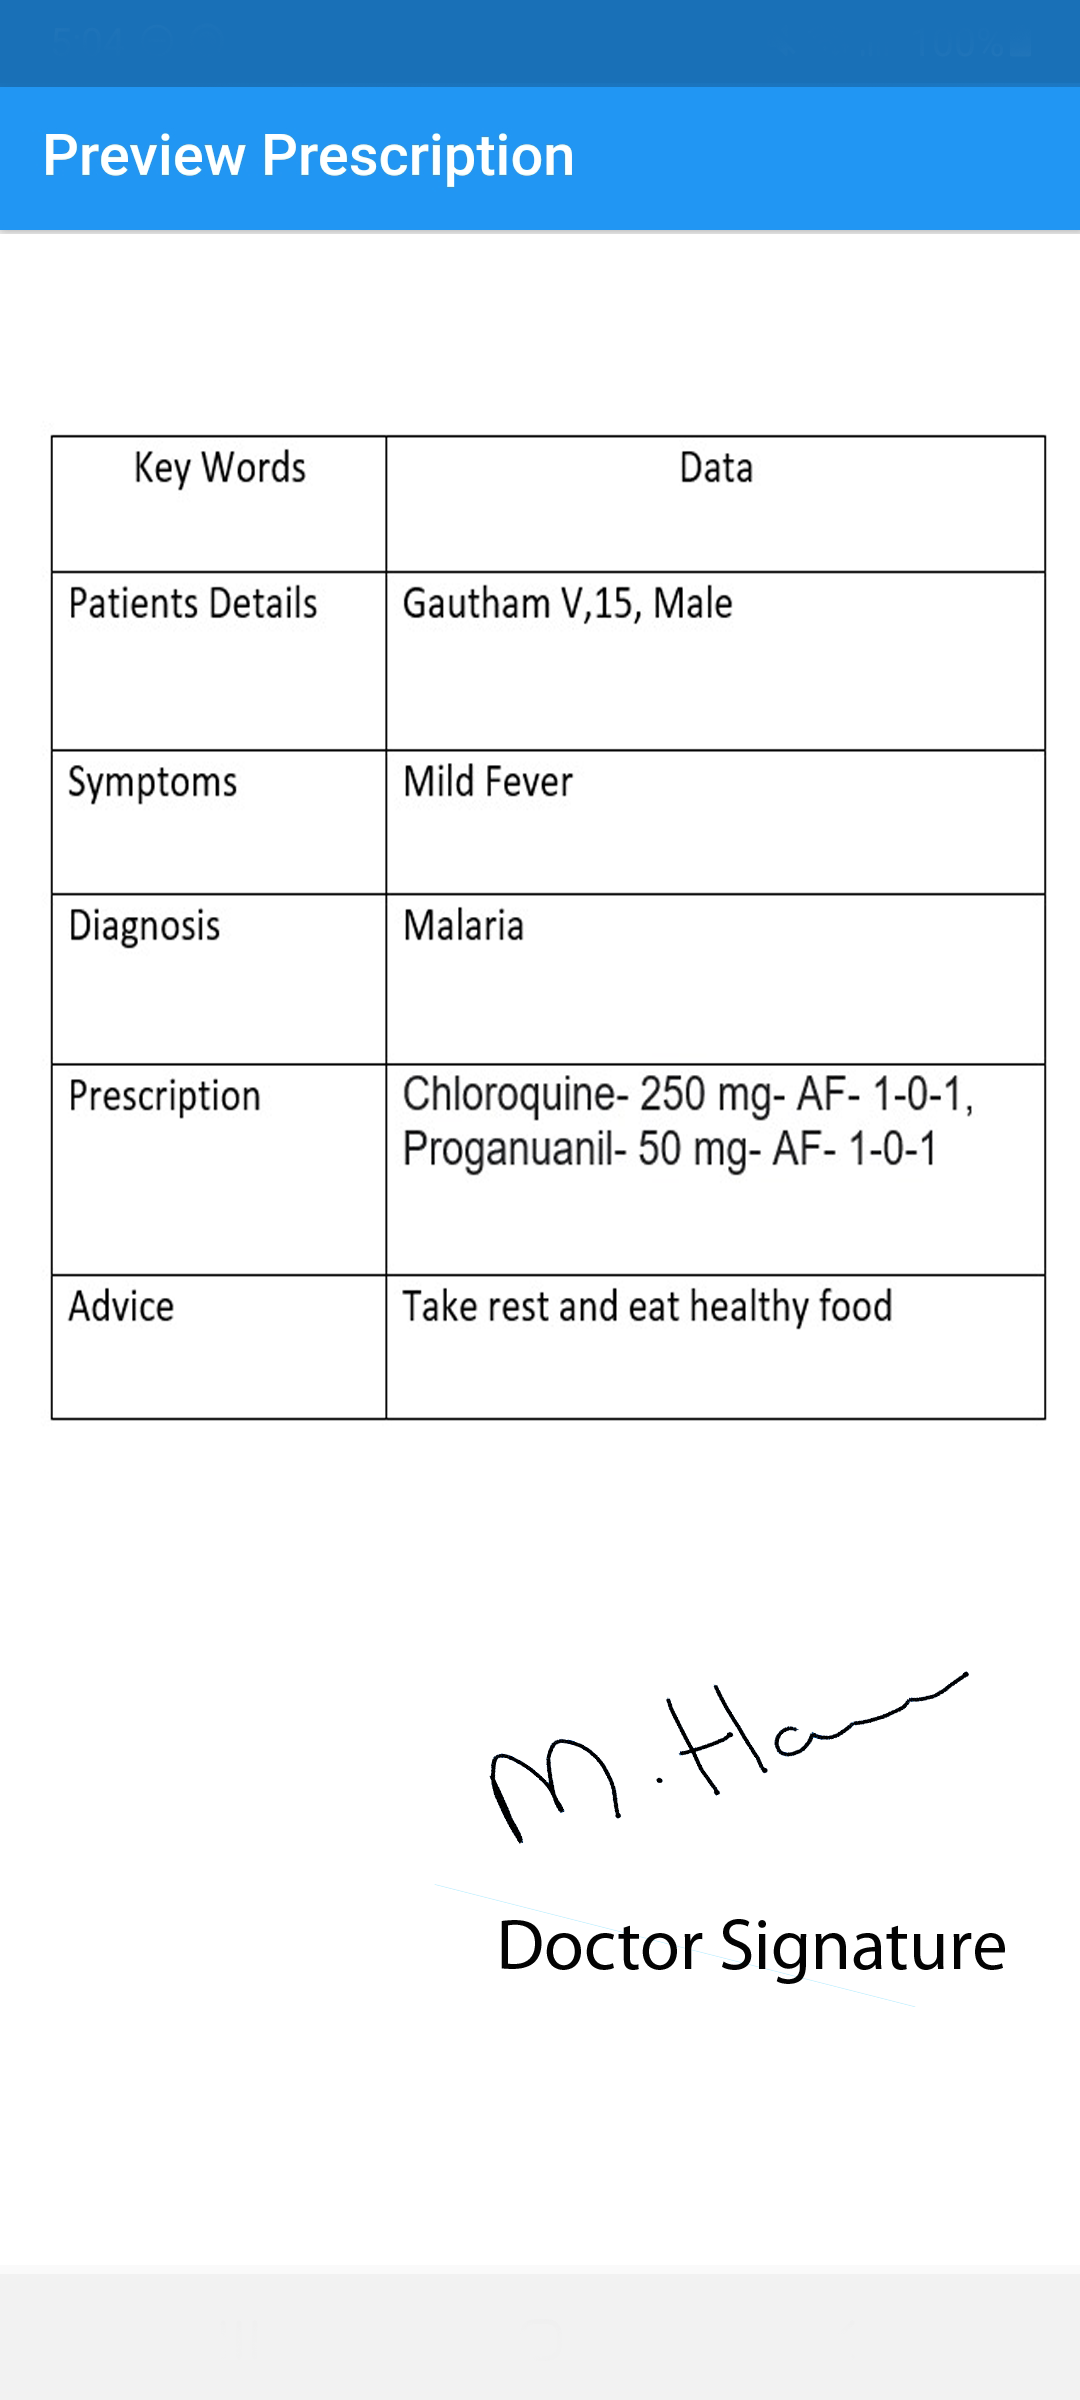 Preview Prescription
Key Words Data
Patients Details Gautham V,15, Male
Symptoms Mild Fever
Diagnosis Malaria
Prescription Chloroquine- 250 mg- AF- 1-0-1,
Proganuanil- 50 mg- AF- 1-0-1
Advice Take rest and eat healthy food
M. Ha
Doctor Signature